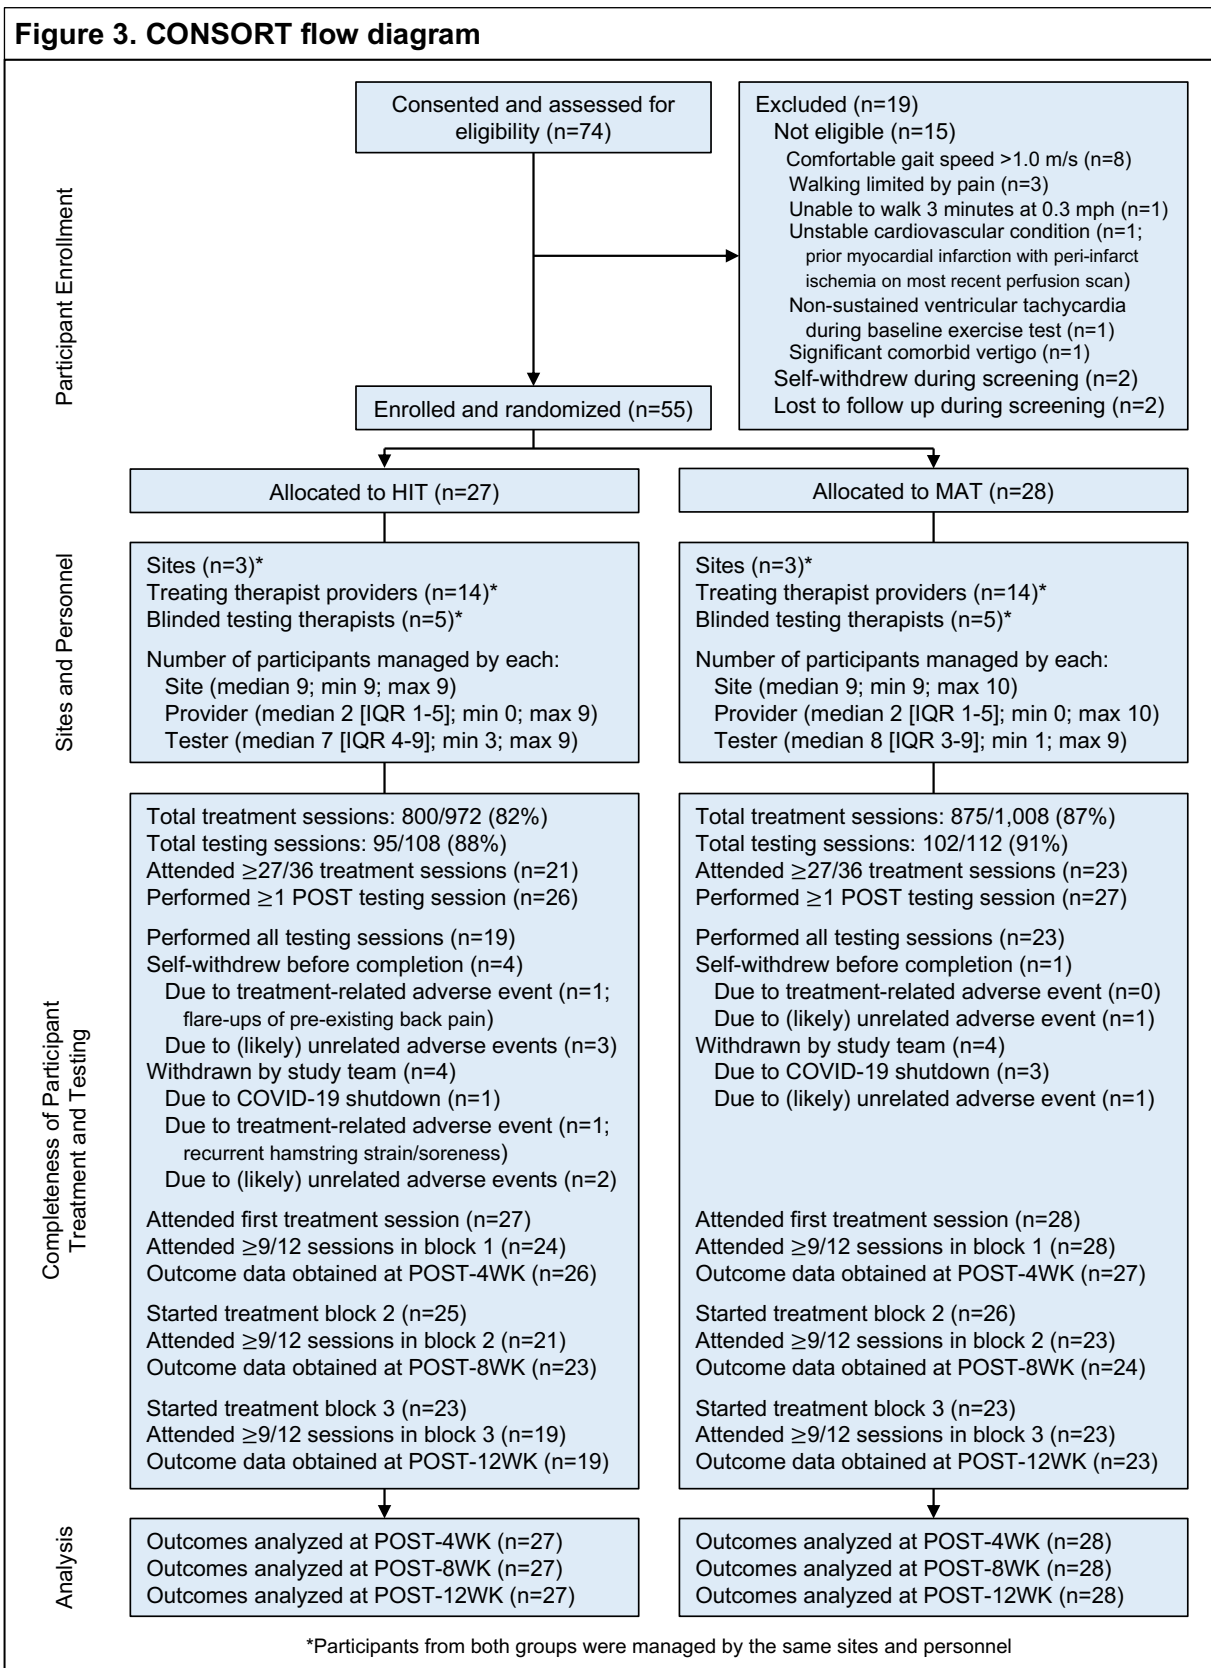 Figure 3. CONSORT flow diagram
Consented and assessed for
eligibility (n=74)
Excluded (n=19)
Not eligible (n=15)
Comfortable gait speed >1.0 m/s (n=8)
Walking limited by pain (n=3)
Unable to walk 3 minutes at 0.3 mph (n=1)
Unstable cardiovascular condition (n=1;
prior myocardial infarction with peri-infarct
ischemia on most recent perfusion scan)
Non-sustained ventricular tachycardia
during baseline exercise test (n=1)
Significant comorbid vertigo (n=1)
Self-withdrew during screening (n=2)
Lost to follow up during screening (n=2)
Participant Enrollment
Enrolled and randomized (n=55)
Allocated to HIT (n=27)
Allocated to MAT (n=28)
Sites and Personnel
Sites (n=3)*
Treating therapist providers (n=14)*
Blinded testing therapists (n=5)*
Number of participants managed by each:
Site (median 9; min 9; max 9)
Provider (median 2 [IQR 1-5]; min 0; max 9)
Tester (median 7 [IQR 4-9]; min 3; max 9)
Sites (n=3)*
Treating therapist providers (n=14)*
Blinded testing therapists (n=5)*
Number of participants managed by each:
Site (median 9; min 9; max 10)
Provider (median 2 [IQR 1-5]; min 0; max 10)
Tester (median 8 [IQR 3-9]; min 1; max 9)
Completeness of Participant
Treatment and Testing
Total treatment sessions: 800/972 (82%)
Total testing sessions: 95/108 (88%)
Attended ≥27/36 treatment sessions (n=21)
Performed ≥1 POST testing session (n=26)
Performed all testing sessions (n=19)
Self-withdrew before completion (n=4)
Due to treatment-related adverse event (n=1;
flare-ups of pre-existing back pain)
Due to (likely) unrelated adverse events (n=3)
Withdrawn by study team (n=4)
Due to COVID-19 shutdown (n=1)
Due to treatment-related adverse event (n=1;
recurrent hamstring strain/soreness)
Due to (likely) unrelated adverse events (n=2)
Attended first treatment session (n=27)
Attended ≥9/12 sessions in block 1 (n=24)
Outcome data obtained at POST-4WK (n=26)
Started treatment block 2 (n=25)
Attended ≥9/12 sessions in block 2 (n=21)
Outcome data obtained at POST-8WK (n=23)
Started treatment block 3 (n=23)
Attended ≥9/12 sessions in block 3 (n=19)
Outcome data obtained at POST-12WK (n=19)
Total treatment sessions: 875/1,008 (87%)
Total testing sessions: 102/112 (91%)
Attended ≥27/36 treatment sessions (n=23)
Performed ≥1 POST testing session (n=27)
Performed all testing sessions (n=23)
Self-withdrew before completion (n=1)
Due to treatment-related adverse event (n=0)
Due to (likely) unrelated adverse event (n=1)
Withdrawn by study team (n=4)
Due to COVID-19 shutdown (n=3)
Due to (likely) unrelated adverse event (n=1)
Attended first treatment session (n=28)
Attended ≥9/12 sessions in block 1 (n=28)
Outcome data obtained at POST-4WK (n=27)
Started treatment block 2 (n=26)
Attended ≥9/12 sessions in block 2 (n=23)
Outcome data obtained at POST-8WK (n=24)
Started treatment block 3 (n=23)
Attended ≥9/12 sessions in block 3 (n=23)
Outcome data obtained at POST-12WK (n=23)
Analysis
Outcomes analyzed at POST-4WK (n=27)
Outcomes analyzed at POST-8WK (n=27)
Outcomes analyzed at POST-12WK (n=27)
Outcomes analyzed at POST-4WK (n=28)
Outcomes analyzed at POST-8WK (n=28)
Outcomes analyzed at POST-12WK (n=28)
*Participants from both groups were managed by the same sites and personnel